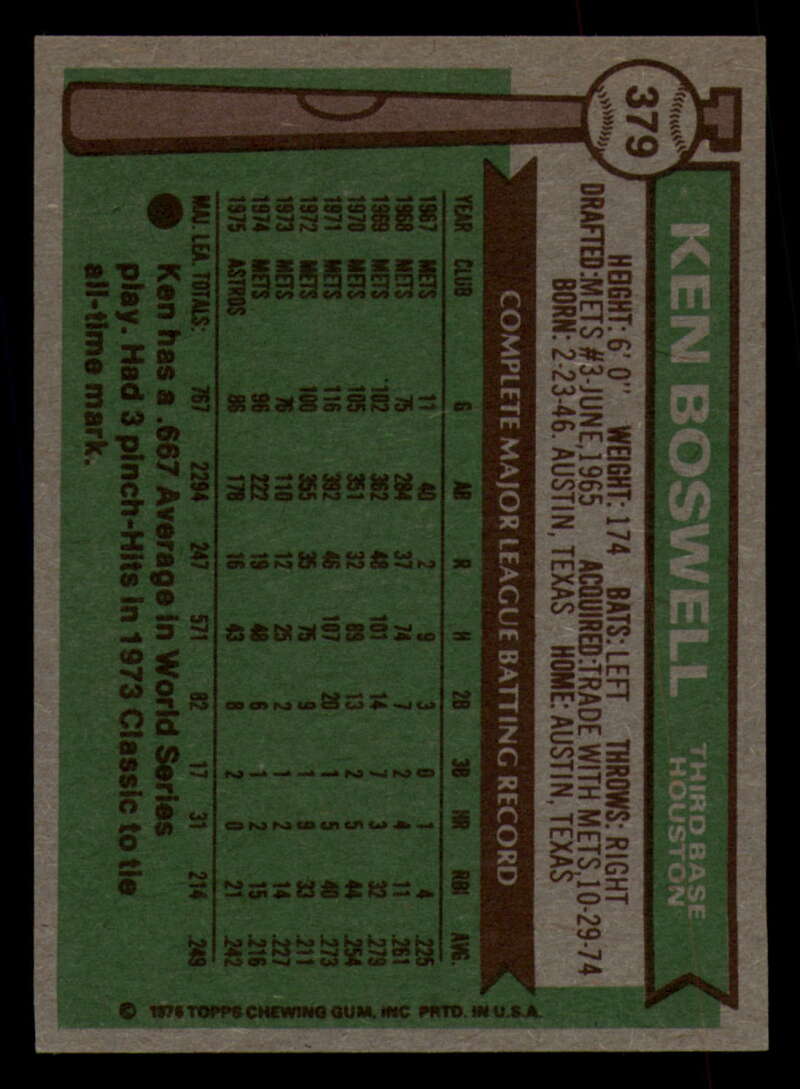 379
KEN BOSWELL
THIRD BASE
HOUSTON
HEIGHT: 6' 0" WEIGHT: 174 BATS: LEFT THROWS: RIGHT
DRAFTED: METS #3-JUNE, 1965 ACQUIRED: TRADE WITH METS, 10-29-74
BORN: 2-23-46. AUSTIN, TEXAS HOME: AUSTIN, TEXAS
COMPLETE MAJOR LEAGUE BATTING RECORD
YEAR CLUB G AB R H 2B 3B HR RBI AVG.
1967 METS 11 40 2 9 3 0 1 4 .225
1968 METS 75 284 37 74 7 2 4 11 .261
1969 METS 102 362 48 101 14 7 3 32 .279
1970 METS 105 351 32 89 13 2 5 44 .254
1971 METS 116 392 46 107 20 1 5 40 .273
1972 METS 100 355 35 75 9 1 9 33 .211
1973 METS 76 110 12 25 2 1 2 14 .227
1974 METS 96 222 19 48 6 1 2 15 .216
1975 ASTROS 86 178 16 43 8 2 0 21 .242
MAJ. LEA. TOTALS: 767 2294 247 571 82 17 31 214 .249
Ken has a .667 Average in World Series
play. Had 3 pinch-Hits in 1973 Classic to tie
all-time mark.
© 1976 TOPPS CHEWING GUM, INC PRTD. IN U.S.A.